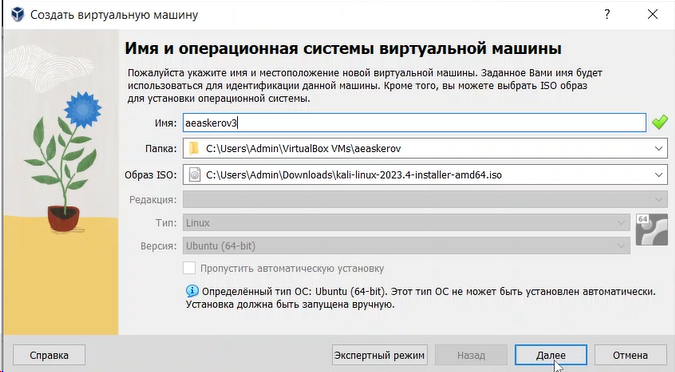 Создать виртуальную машину
?
Имя и операционная системы виртуальной машины
Пожалуйста укажите имя и местоположение новой виртуальной машины. Заданное Вами имя будет
использоваться для идентификации данной машины. Кроме того, вы можете выбрать ISO образ
для установки операционной системы.
Имя: aeaskerov3
Папка: C:\Users\Admin\VirtualBox VMs\aeaskerov
Образ ISO: C:\Users\Admin\Downloads\kali-linux-2023.4-installer-amd64.iso
Редакция:
Тип: Linux
64
Версия: Ubuntu (64-bit)
Пропустить автоматическую установку
Определённый тип ОС: Ubuntu (64-bit). Этот тип ОС не может быть установлен автоматически.
Установка должна быть запущена вручную.
Справка Экспертный режим Назад Далее Отмена